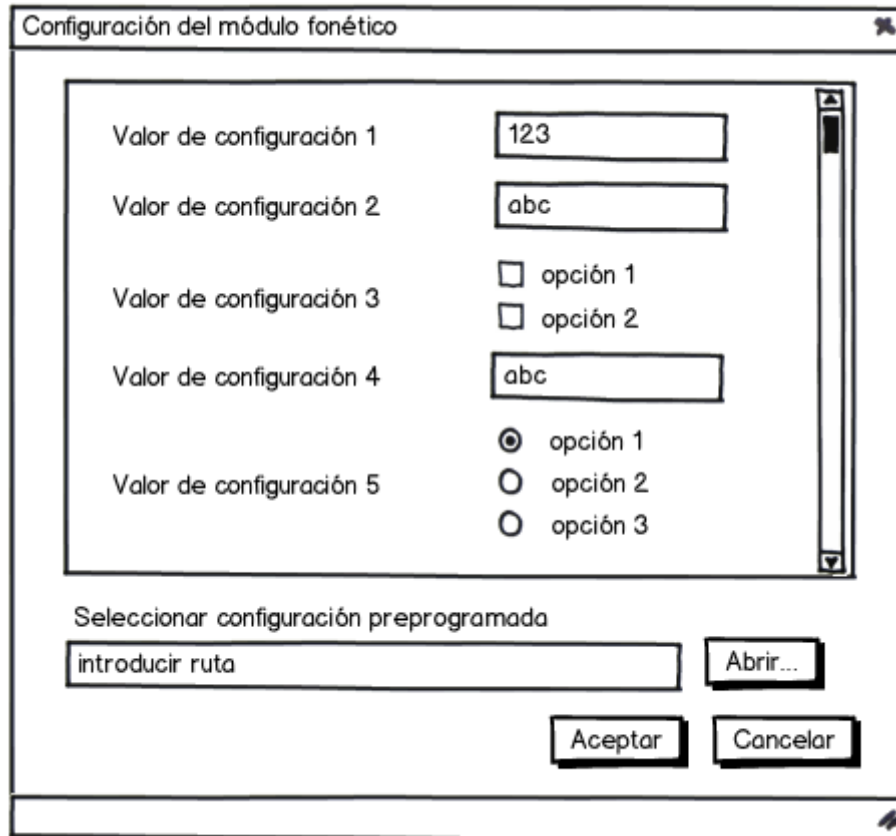 Configuración del módulo fonético
Valor de configuración 1 123
Valor de configuración 2 abc
Valor de configuración 3
opción 1
opción 2
Valor de configuración 4 abc
Valor de configuración 5
opción 1
opción 2
opción 3
Seleccionar configuración preprogramada
introducir ruta Abrir...
Aceptar Cancelar